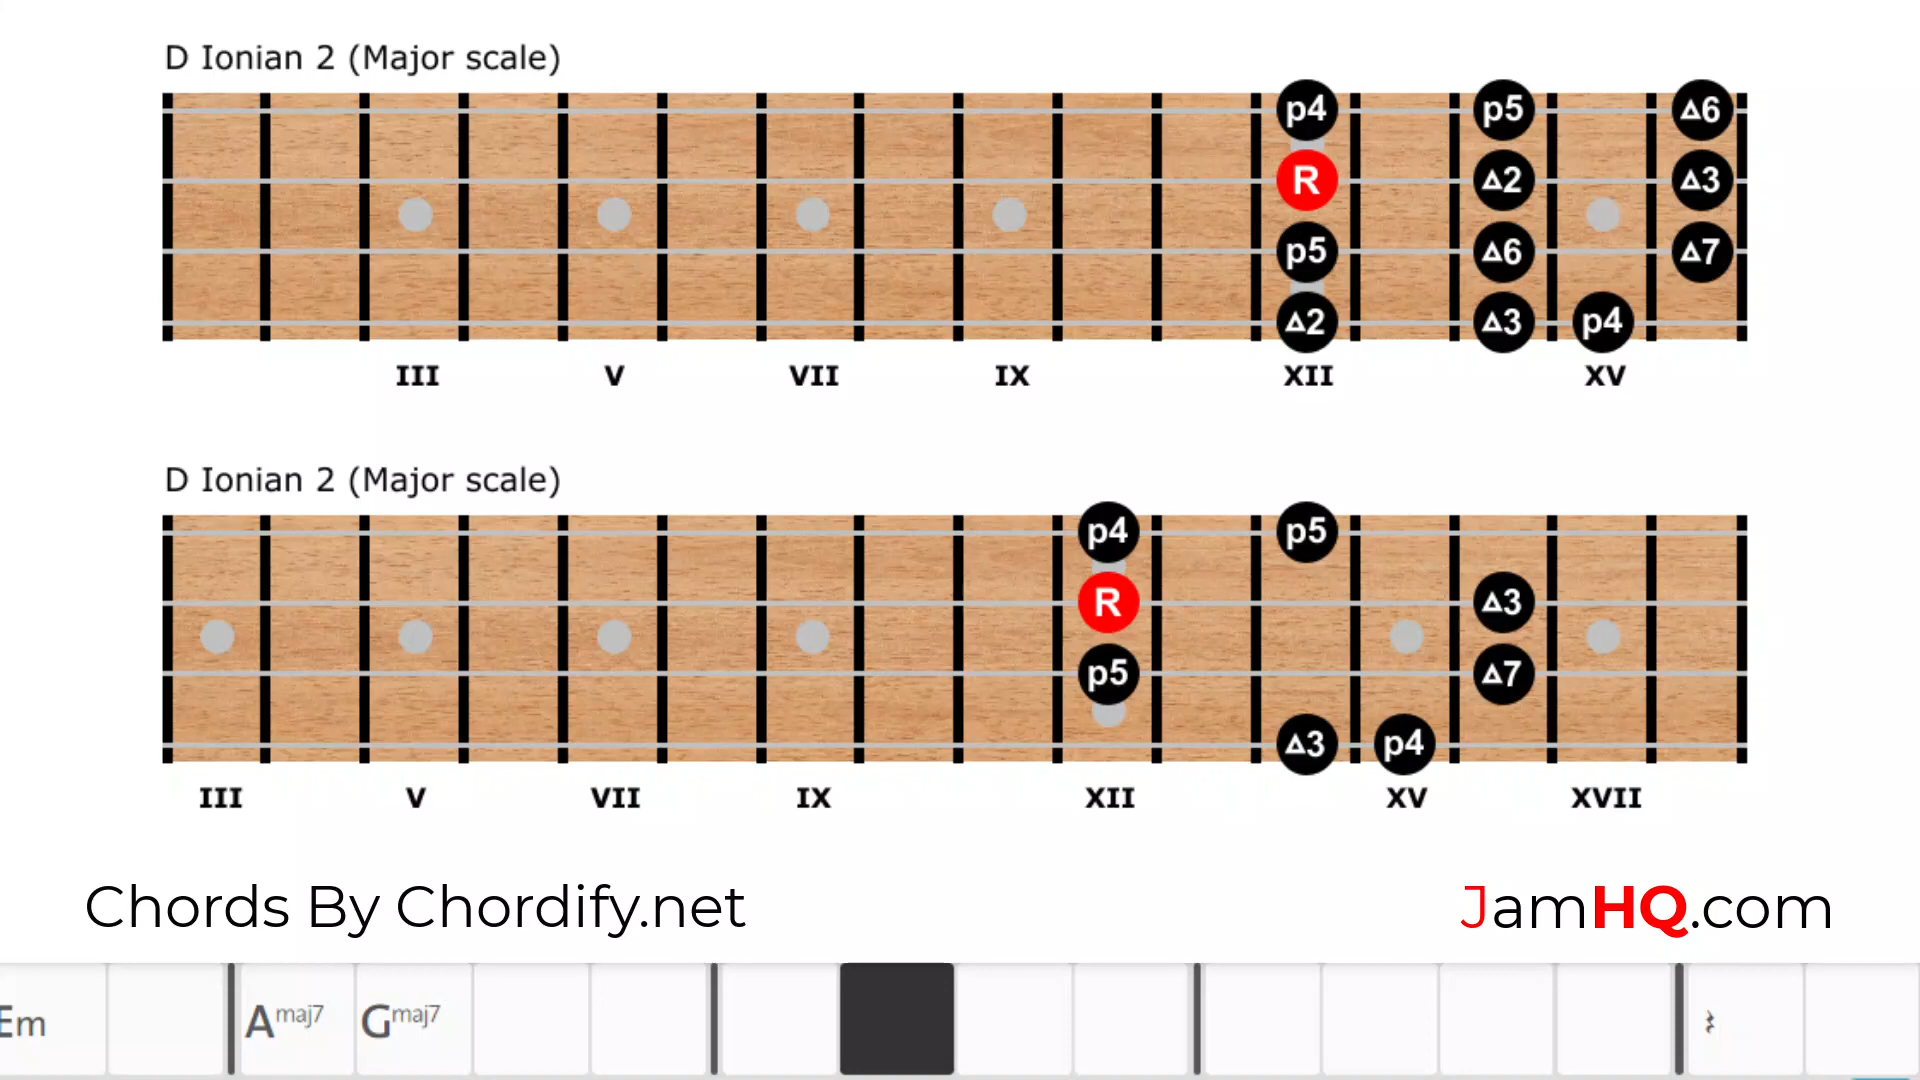 D Ionian 2 (Major scale)
p4 p5 Δ6
R Δ2 Δ3
p5 Δ6 Δ7
Δ2 Δ3 p4
III V VII IX XII XV
D Ionian 2 (Major scale)
p4 p5
R Δ3
p5 Δ7
Δ3 p4
III V VII IX XII XV XVII
Chords By Chordify.net
JamHQ.com
Em Amaj7 Gmaj7